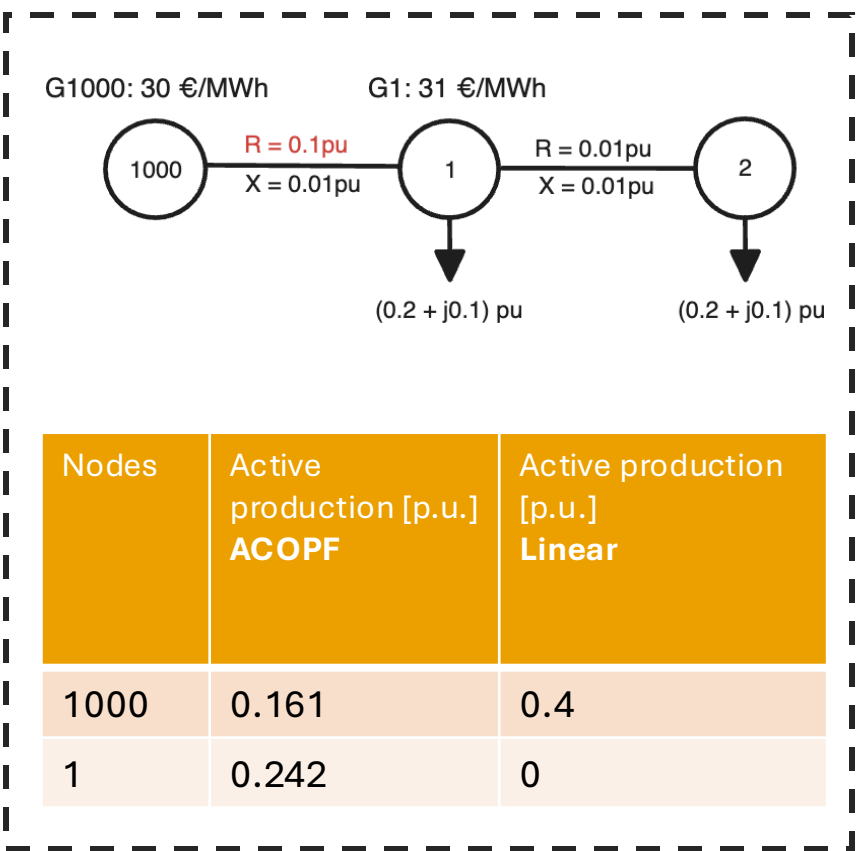 G1000: 30 €/MWh
G1: 31 €/MWh
R = 0.1pu
R = 0.01pu
1000
1
2
X = 0.01pu
X = 0.01pu
(0.2 + j0.1) pu
(0.2 + j0.1) pu
Nodes
Active
production [p.u.]
ACOPF
Active production
[p.u.]
Linear
1000
0.161
0.4
1
0.242
0